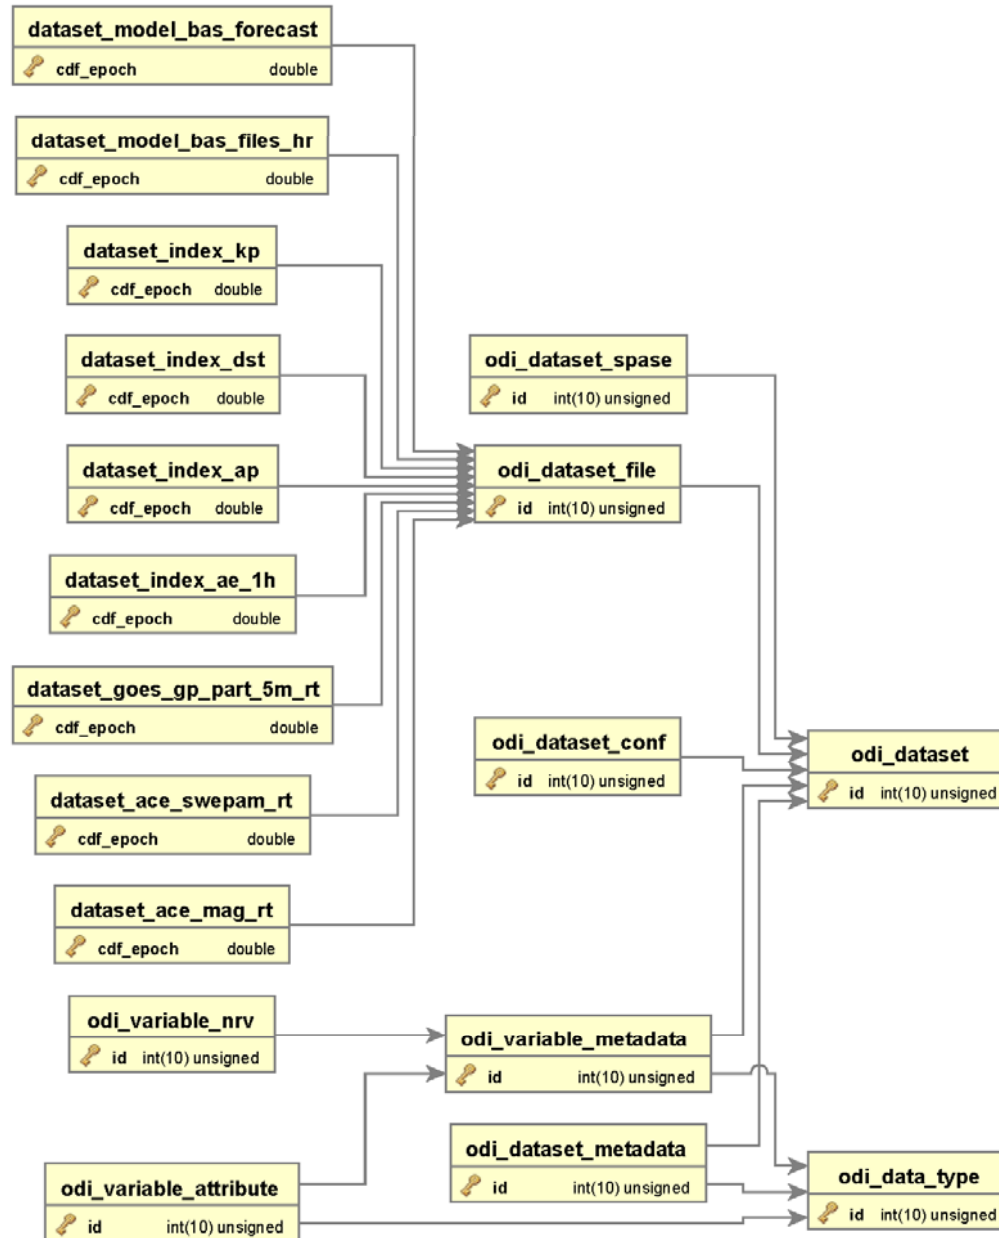 dataset_model_bas_forecast
cdf_epoch double
dataset_model_bas_files_hr
cdf_epoch double
dataset_index_kp
cdf_epoch double
dataset_index_dst
cdf_epoch double
odi_dataset_spase
id int(10) unsigned
dataset_index_ap
cdf_epoch double
odi_dataset_file
id int(10) unsigned
dataset_index_ae_1h
cdf_epoch double
dataset_goes_gp_part_5m_rt
cdf_epoch double
odi_dataset_conf
id int(10) unsigned
odi_dataset
id int(10) unsigned
dataset_ace_swepam_rt
cdf_epoch double
dataset_ace_mag_rt
cdf_epoch double
odi_variable_nrv
id int(10) unsigned
odi_variable_metadata
id int(10) unsigned
odi_dataset_metadata
id int(10) unsigned
odi_variable_attribute
id int(10) unsigned
odi_data_type
id int(10) unsigned